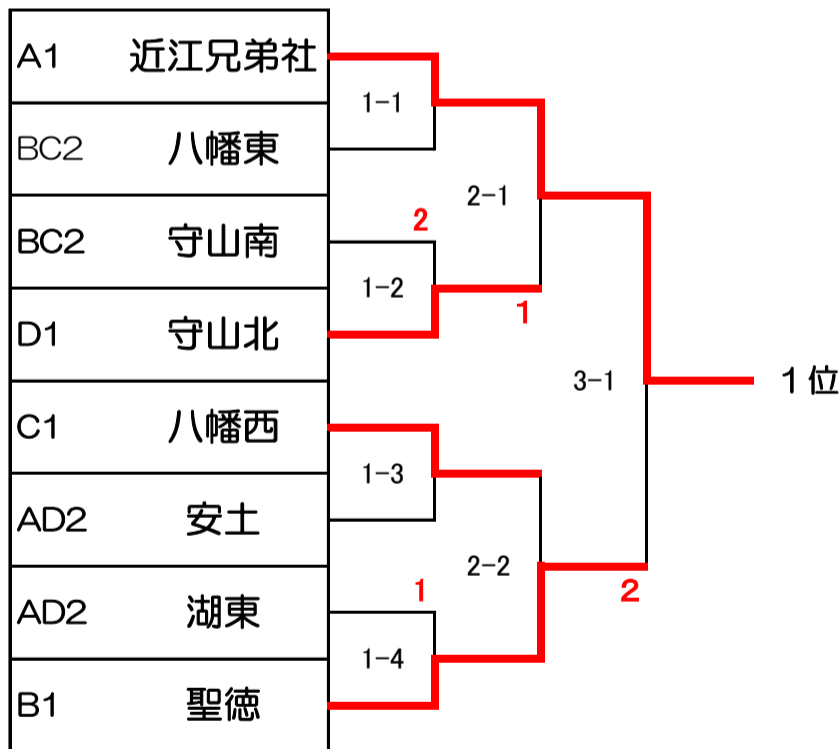 A1 近江兄弟社
1-1
BC2 八幡東
2-1
2
BC2 守山南
1-2
1
D1 守山北
3-1
1位
C1 八幡西
1-3
AD2 安土
2-2
2
1
AD2 湖東
1-4
B1 聖徳